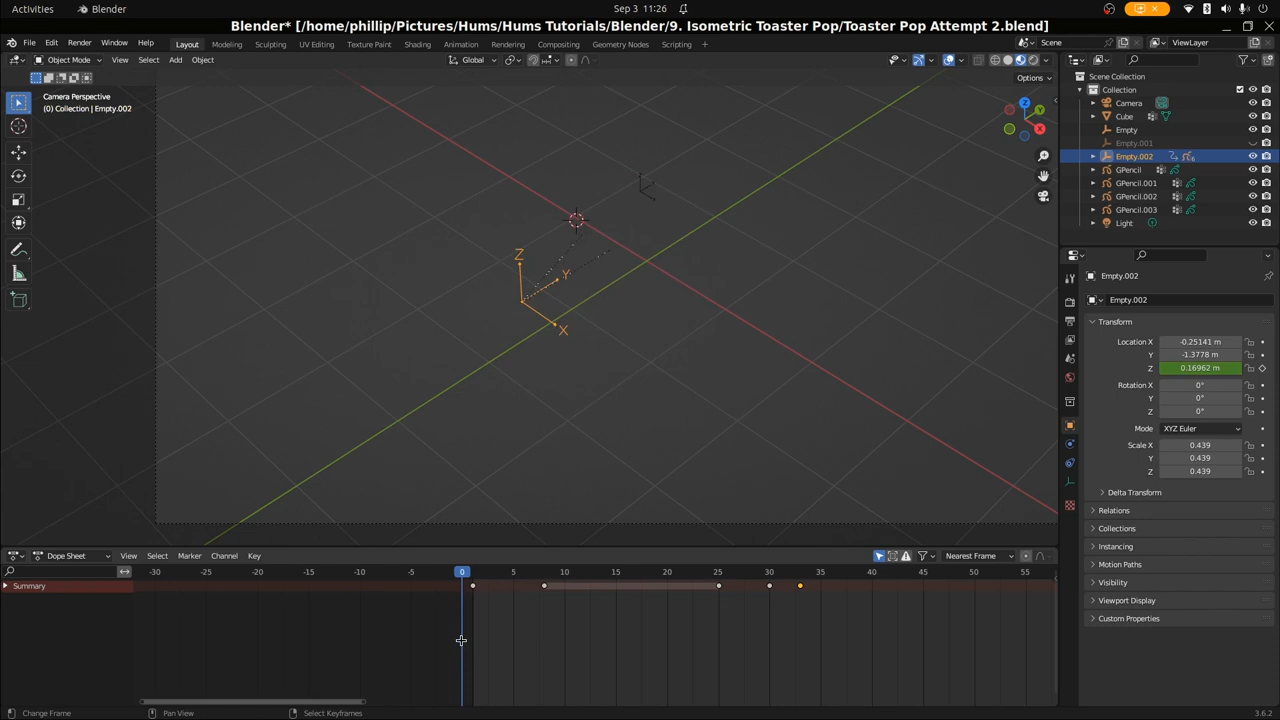 Activities
Blender
Sep 3 11:26
Blender* [/home/phillip/Pictures/Hums/Hums Tutorials/Blender/9. Isometric Toaster Pop/Toaster Pop Attempt 2.blend]
File Edit Render Window Help
Layout Modeling Sculpting UV Editing Texture Paint Shading Animation Rendering Compositing Geometry Nodes Scripting +
Scene
ViewLayer
Object Mode View Select Add Object
Global
Options
Camera Perspective
(0) Collection | Empty.002
Z
Y
X
Z
Y
X
Scene Collection
Collection
Camera
Cube
Empty
Empty.001
Empty.002
GPencil
GPencil.001
GPencil.002
GPencil.003
Light
Empty.002
Empty.002
Transform
Location X -0.25141 m
Y -1.3778 m
Z 0.16962 m
Rotation X 0°
Y 0°
Z 0°
Mode XYZ Euler
Scale X 0.439
Y 0.439
Z 0.439
Delta Transform
Relations
Collections
Instancing
Motion Paths
Visibility
Viewport Display
Custom Properties
Dope Sheet View Select Marker Channel Key
Nearest Frame
-30 -25 -20 -15 -10 -5 0 5 10 15 20 25 30 35 40 45 50 55
Summary
Change Frame
Pan View
Select Keyframes
3.6.2